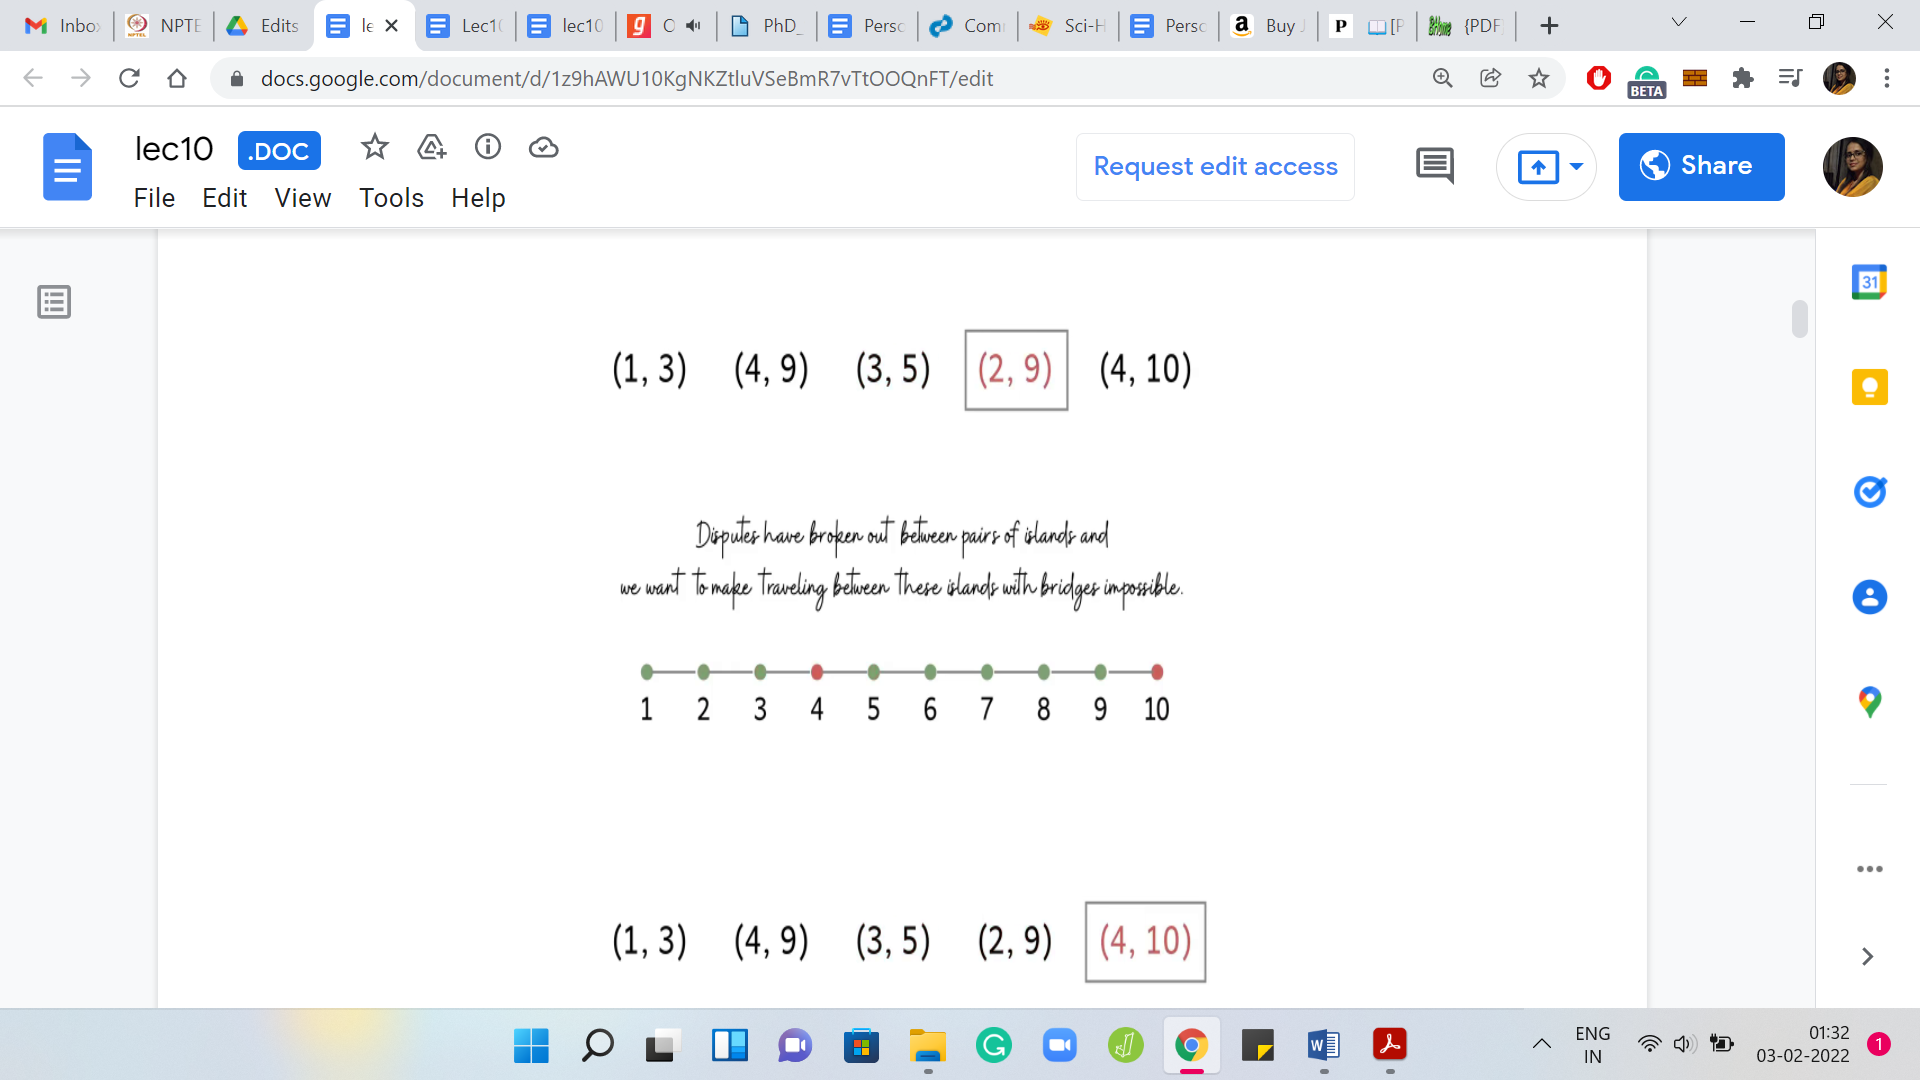 Inbo
NPTE
Edits
le
Lec10
lec10
O
PhD_
Perso
Com
Sci-H
Perso
Buy J
[P
{PDF}
docs.google.com/document/d/1z9hAWU10KgNKZtluVSeBmR7vTtOOQnFT/edit
BETA
lec10 .DOC
File Edit View Tools Help
Request edit access
Share
31
(1, 3) (4, 9) (3, 5) (2, 9) (4, 10)
Disputes have broken out between pairs of islands and
we want to make traveling between these islands with bridges impossible.
1 2 3 4 5 6 7 8 9 10
(1, 3) (4, 9) (3, 5) (2, 9) (4, 10)
ENG
IN
01:32
03-02-2022
1